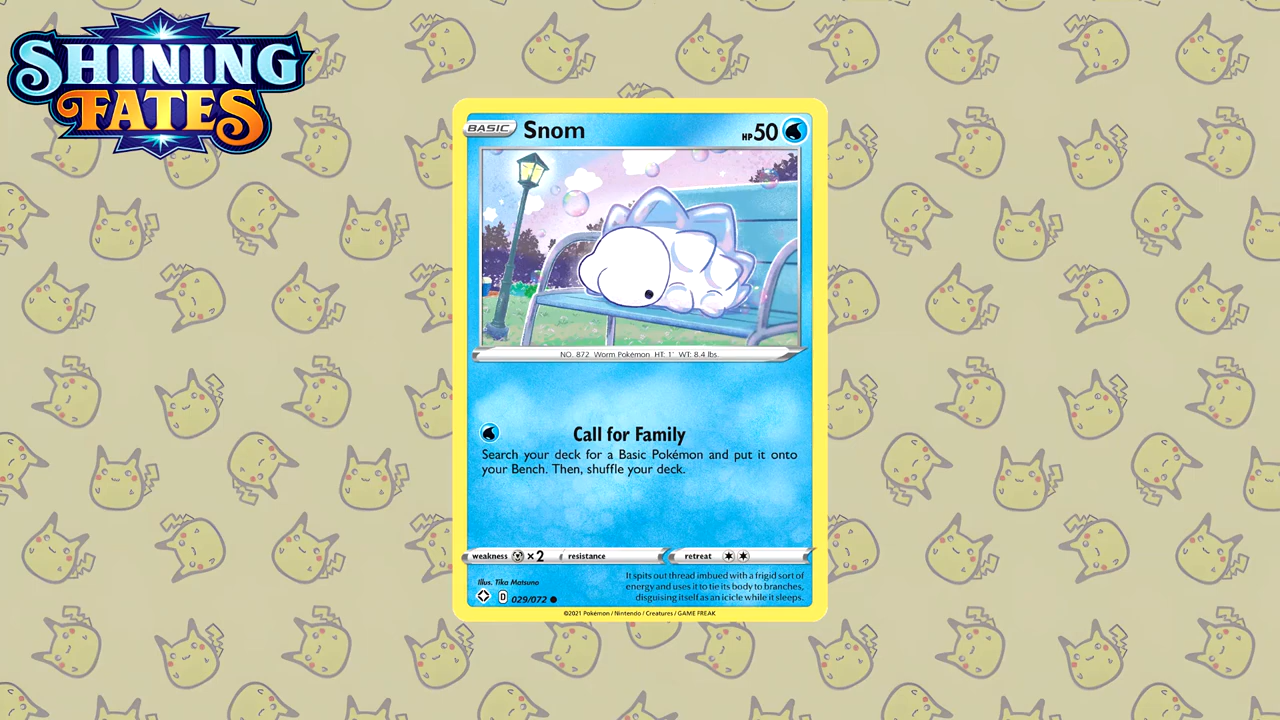 SHINING
FATES
BASIC Snom HP 50
NO. 872 Worm Pokémon HT: 1' WT: 8.4 lbs.
Call for Family
Search your deck for a Basic Pokémon and put it onto
your Bench. Then, shuffle your deck.
weakness ×2 resistance retreat
Illus. Tika Matsuno
It spits out thread imbued with a frigid sort of
energy and uses it to tie its body to branches,
disguising itself as an icicle while it sleeps.
D 029/072
©2021 Pokémon / Nintendo / Creatures / GAME FREAK